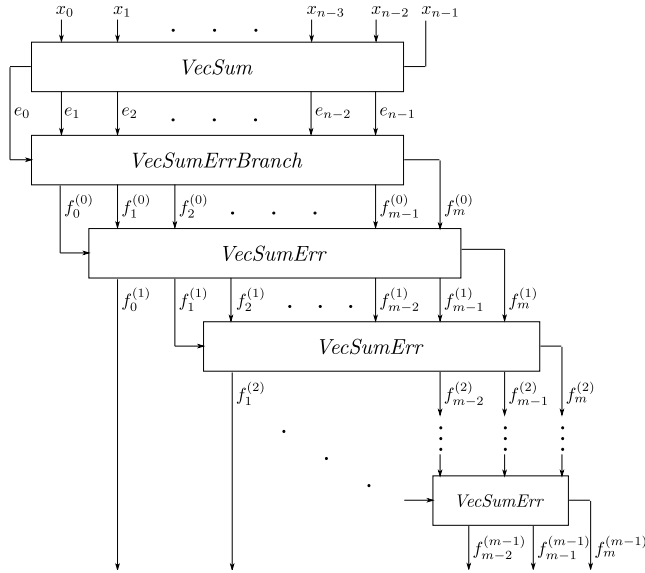 x_0 x_1 . . . x_{n-3} x_{n-2} x_{n-1}
VecSum
e_0 e_1 e_2 . . . e_{n-2} e_{n-1}
VecSumErrBranch
f_0^{(0)} f_1^{(0)} f_2^{(0)} . . . f_{m-1}^{(0)} f_m^{(0)}
VecSumErr
f_0^{(1)} f_1^{(1)} f_2^{(1)} . . . f_{m-2}^{(1)} f_{m-1}^{(1)} f_m^{(1)}
VecSumErr
f_1^{(2)} f_{m-2}^{(2)} f_{m-1}^{(2)} f_m^{(2)}
VecSumErr
f_{m-2}^{(m-1)} f_{m-1}^{(m-1)} f_m^{(m-1)}